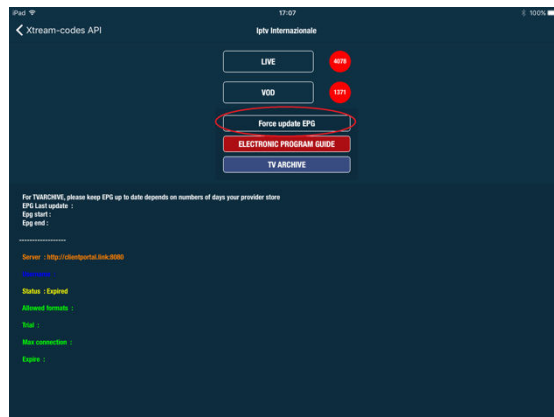 iPad 17:07 100%
Xtream-codes API Iptv Internazionale
LIVE 4078
VOD 1371
Force update EPG
ELECTRONIC PROGRAM GUIDE
TV ARCHIVE
For TVARCHIVE, please keep EPG up to date depends on numbers of days your provider store
EPG Last update :
Epg start :
Epg end :
------------------
Server : http://clientportal.link:8080
Status : Expired
Allowed formats :
Trial :
Max connection :
Expire :